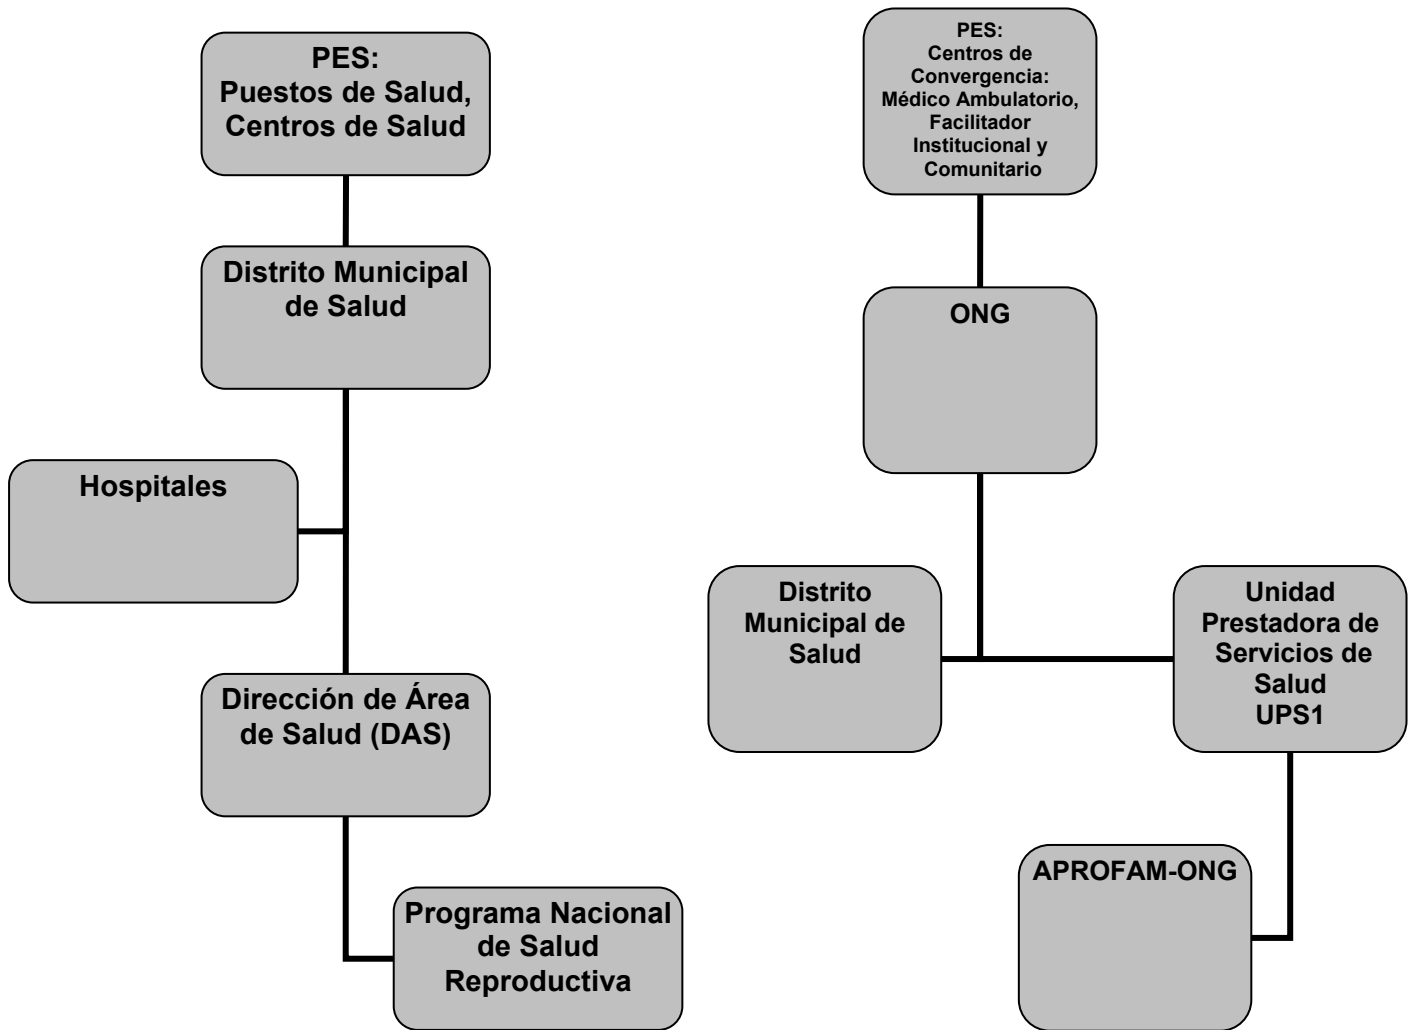 PES:
Puestos de Salud,
Centros de Salud
Distrito Municipal
de Salud
Hospitales
Dirección de Área
de Salud (DAS)
Programa Nacional
de Salud
Reproductiva
PES:
Centros de
Convergencia:
Médico Ambulatorio,
Facilitador
Institucional y
Comunitario
ONG
Distrito
Municipal de
Salud
Unidad
Prestadora de
Servicios de
Salud
UPS1
APROFAM-ONG